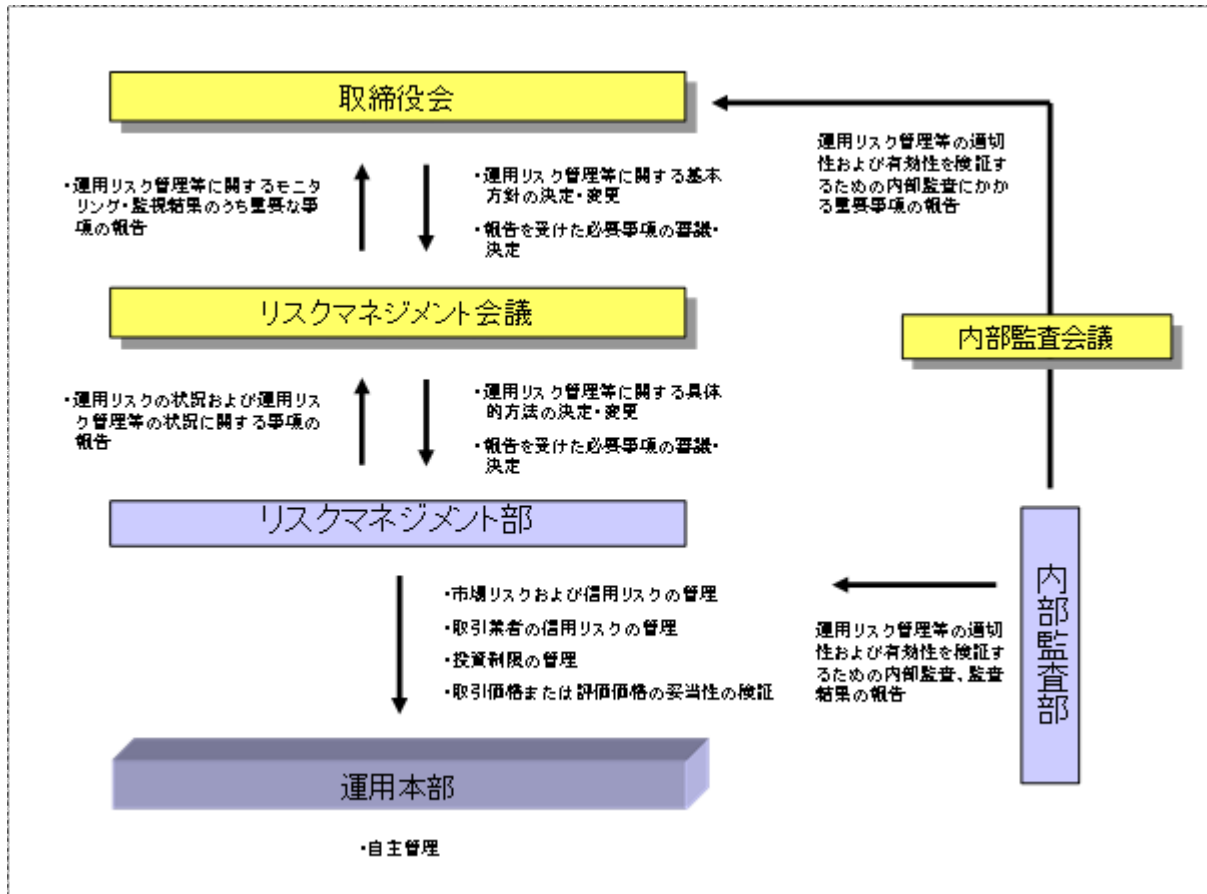 取締役会
・運用リスク管理等に関するモニ
タリング・監視結果のうち重要な事
項の報告
・運用リスク管理等に関する基本
方針の決定・変更
・報告を受けた必要事項の審議・
決定
運用リスク管理等の適切
性および有効性を検証す
るための内部監査にかか
る重要事項の報告
リスクマネジメント会議
内部監査会議
・運用リスクの状況および運用リス
ク管理等の状況に関する事項の
報告
・運用リスク管理等に関する具体
的方法の決定・変更
・報告を受けた必要事項の審議・
決定
リスクマネジメント部
・市場リスクおよび信用リスクの管理
・取引業者の信用リスクの管理
・投資制限の管理
・取引価格または評価価格の妥当性の検証
運用リスク管理等の適切
性および有効性を検証す
るための内部監査、監査
結果の報告
内部監査部
運用本部
・自主管理